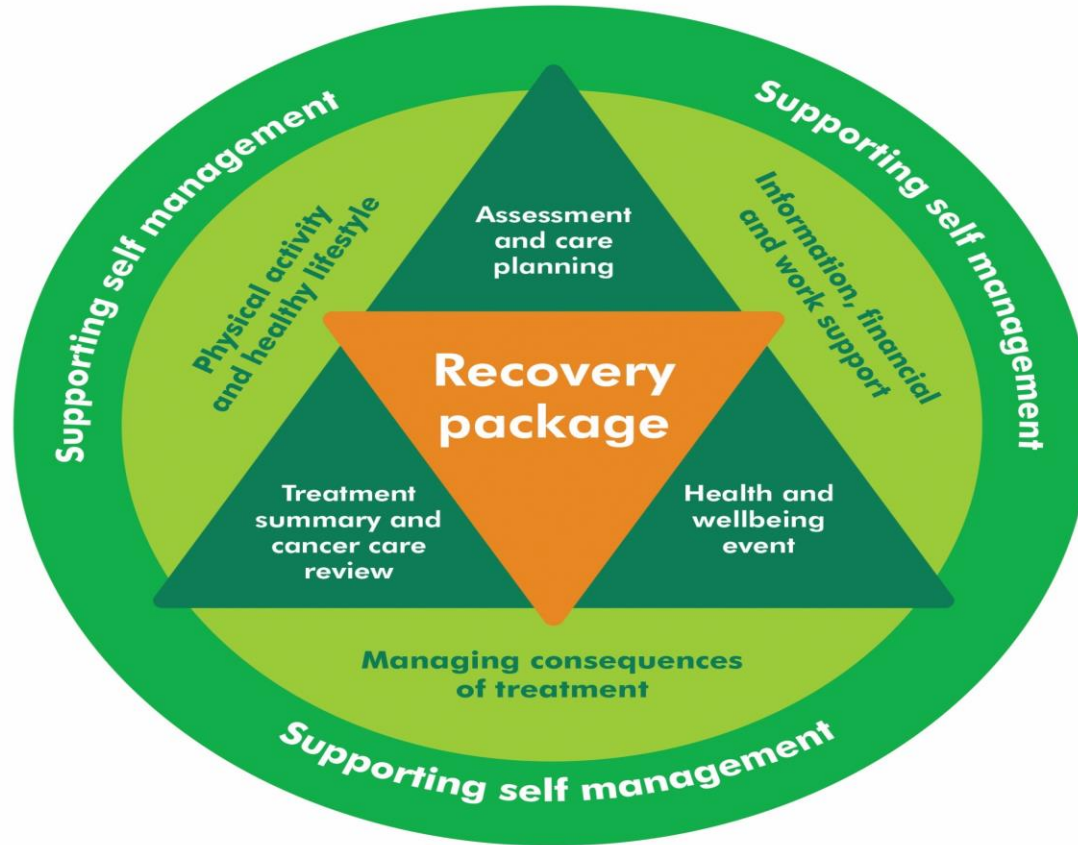 Supporting self management
Supporting self management
Physical activity
and healthy lifestyle
Assessment
and care
planning
Information, financial
and work support
Recovery
package
Treatment
summary and
cancer care
review
Health and
wellbeing
event
Managing consequences
of treatment
Supporting self management